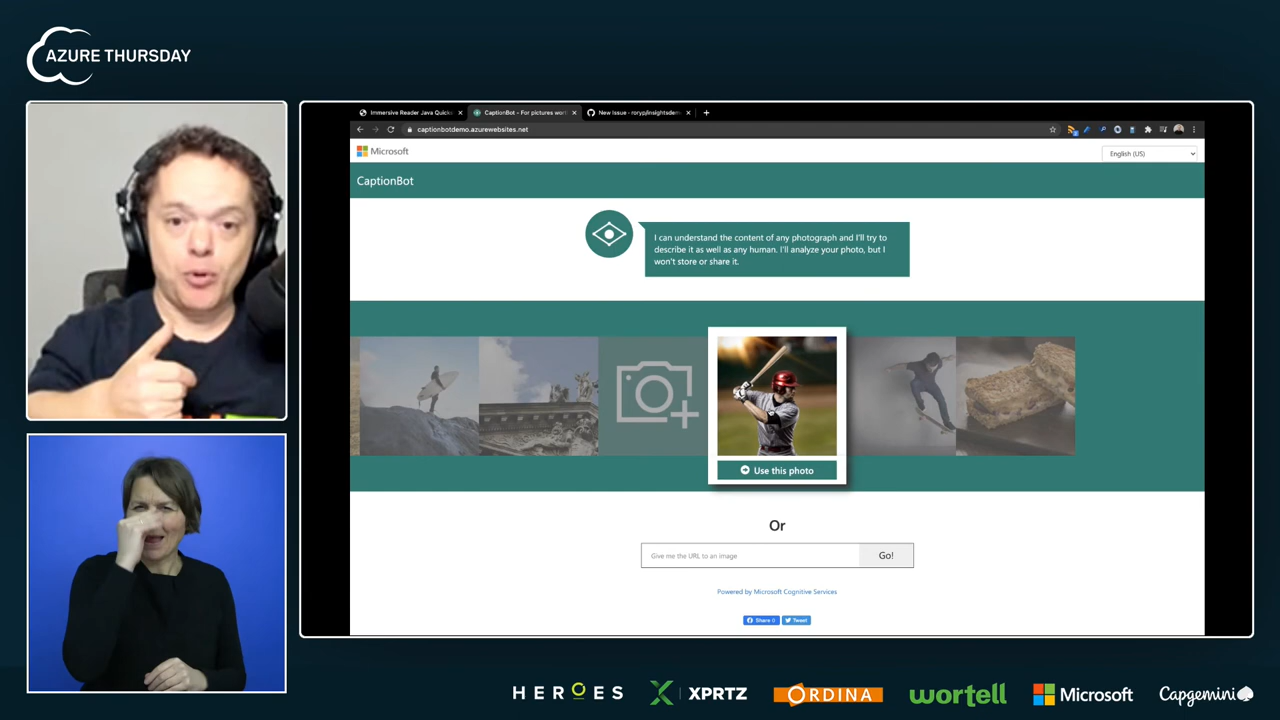 AZURE THURSDAY
Immersive Reader Java Quicks
CaptionBot - For pictures wort
New Issue - roryp/insightsdem
captionbotdemo.azurewebsites.net
Microsoft
English (US)
CaptionBot
I can understand the content of any photograph and I'll try to
describe it as well as any human. I'll analyze your photo, but I
won't store or share it.
Use this photo
Or
Give me the URL to an image
Go!
Powered by Microsoft Cognitive Services
Share 0
Tweet
HEROES
XPRTZ
ORDINA
wortell
Microsoft
Capgemini